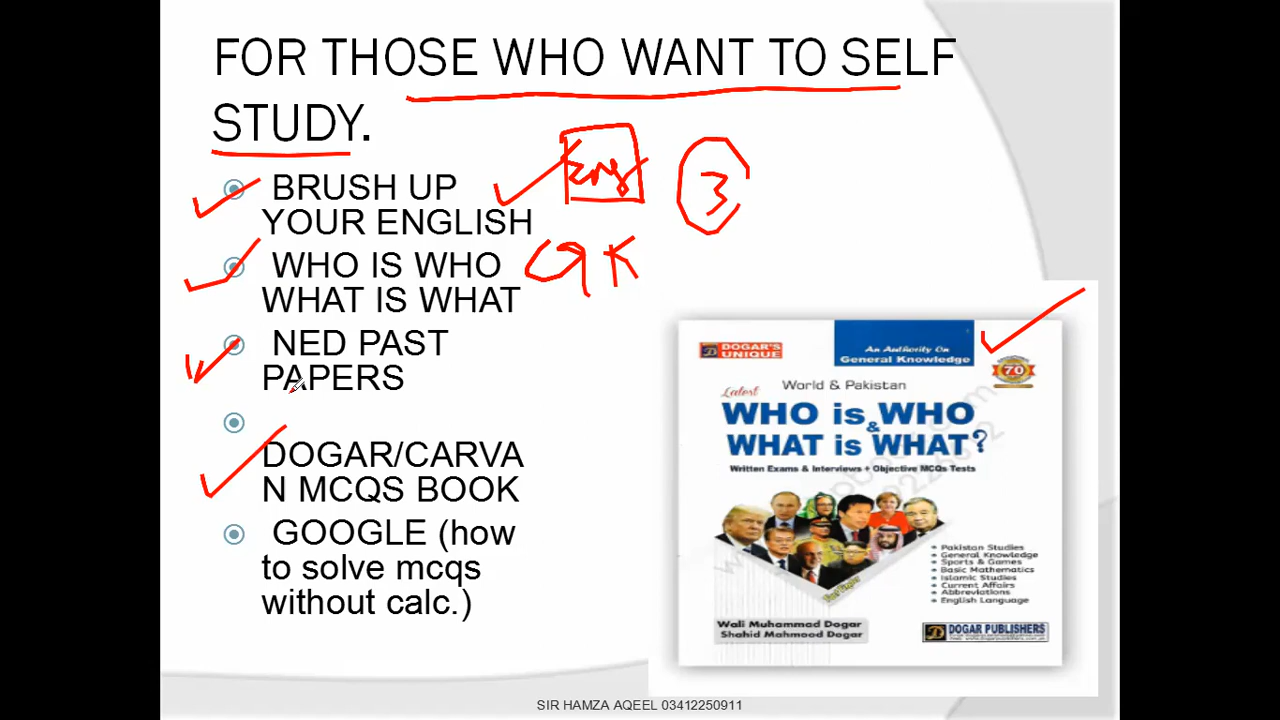 FOR THOSE WHO WANT TO SELF
STUDY.
BRUSH UP
YOUR ENGLISH
Eng
3
WHO IS WHO
WHAT IS WHAT
GK
NED PAST
PAPERS
DOGAR/CARVA
N MCQS BOOK
GOOGLE (how
to solve mcqs
without calc.)
DOGAR'S
UNIQUE
An Authority On
General Knowledge
70
Latest
World & Pakistan
WHO is WHO
&
WHAT is WHAT?
Written Exams & Interviews + Objective MCQs Tests
Pakistan Studies
General Knowledge
Sports & Games
Basic Mathematics
Islamic Studies
Current Affairs
Abbreviations
English Language
Wali Muhammad Dogar
Shahid Mahmood Dogar
DOGAR PUBLISHERS
SIR HAMZA AQEEL 03412250911